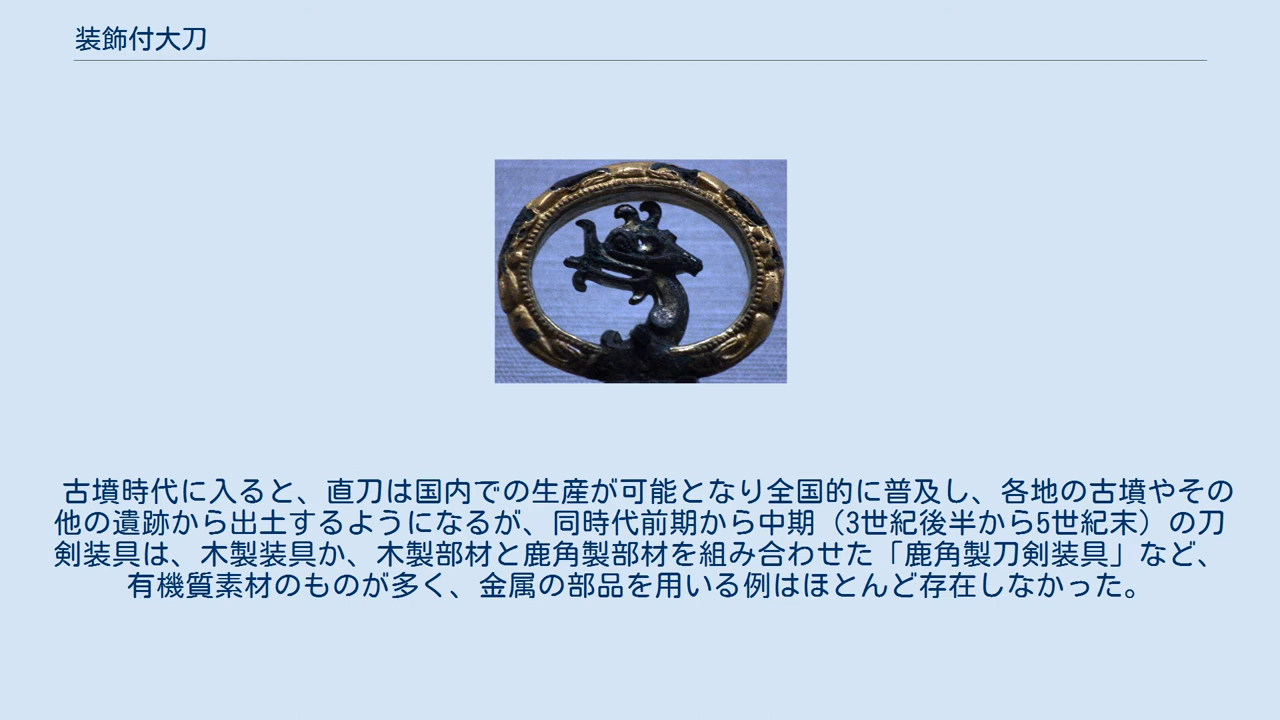 装飾付大刀
古墳時代に入ると、直刀は国内での生産が可能となり全国的に普及し、各地の古墳やその
他の遺跡から出土するようになるが、同時代前期から中期（3世紀後半から5世紀末）の刀
剣装具は、木製装具か、木製部材と鹿角製部材を組み合わせた「鹿角製刀剣装具」など、
有機質素材のものが多く、金属の部品を用いる例はほとんど存在しなかった。